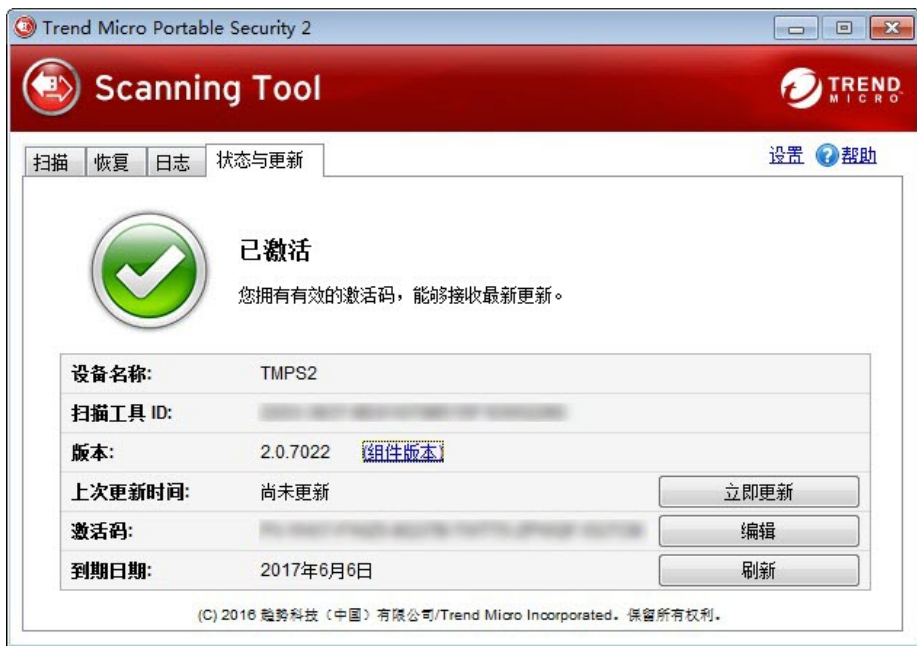 Trend Micro Portable Security 2
Scanning Tool
TREND
MICRO
扫描 恢复 日志 状态与更新 设置 帮助
已激活
您拥有有效的激活码，能够接收最新更新。
设备名称: TMPS2
扫描工具 ID:
版本: 2.0.7022 (组件版本)
上次更新时间: 尚未更新 立即更新
激活码: 编辑
到期日期: 2017年6月6日 刷新
(C) 2016 趋势科技（中国）有限公司/Trend Micro Incorporated。保留所有权利。